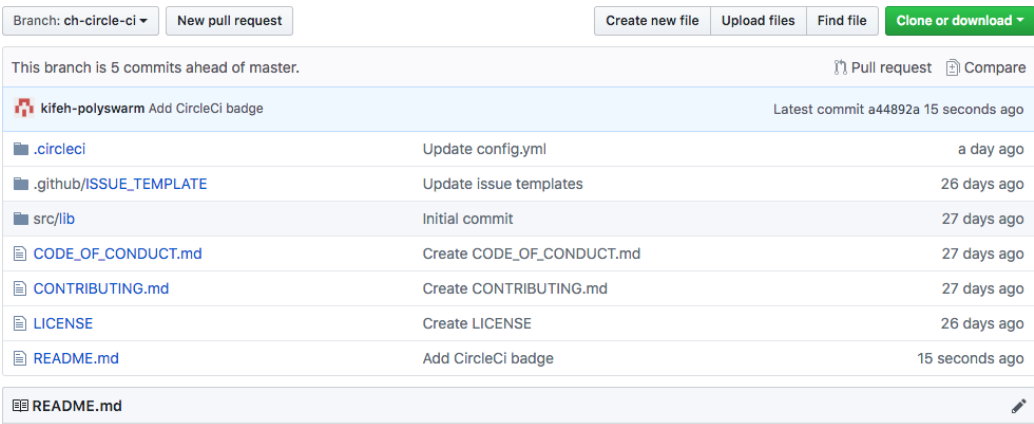 Branch: ch-circle-ci New pull request Create new file Upload files Find file Clone or download
This branch is 5 commits ahead of master. Pull request Compare
kifeh-polyswarm Add CircleCi badge Latest commit a44892a 15 seconds ago
.circleci Update config.yml a day ago
.github/ISSUE_TEMPLATE Update issue templates 26 days ago
src/lib Initial commit 27 days ago
CODE_OF_CONDUCT.md Create CODE_OF_CONDUCT.md 27 days ago
CONTRIBUTING.md Create CONTRIBUTING.md 27 days ago
LICENSE Create LICENSE 26 days ago
README.md Add CircleCi badge 15 seconds ago
README.md